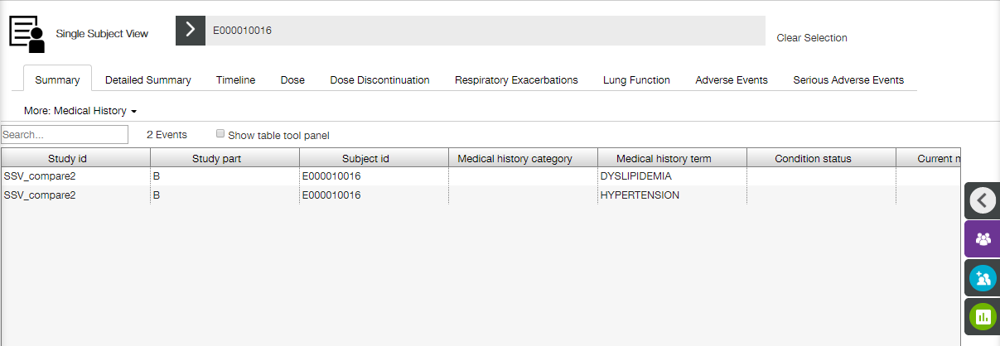 Single Subject View E000010016 Clear Selection
Summary Detailed Summary Timeline Dose Dose Discontinuation Respiratory Exacerbations Lung Function Adverse Events Serious Adverse Events
More: Medical History
Search... 2 Events Show table tool panel
Study id Study part Subject id Medical history category Medical history term Condition status Current
SSV_compare2 B E000010016 DYSLIPIDEMIA
SSV_compare2 B E000010016 HYPERTENSION